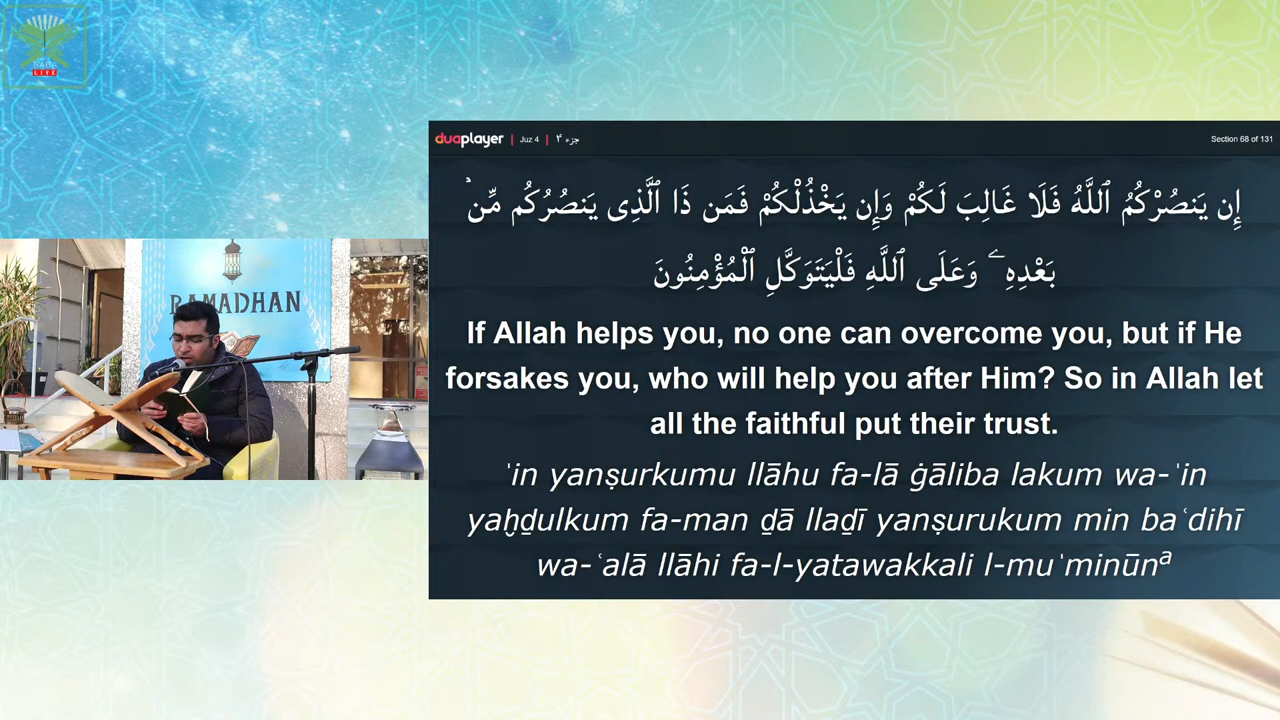 SABA
LIVE
duaplayer | Juz 4 | جزء ۴
Section 68 of 131
إِن يَنصُرْكُمُ ٱللَّهُ فَلَا غَالِبَ لَكُمْ وَإِن يَخْذُلْكُمْ فَمَن ذَا ٱلَّذِى يَنصُرُكُم مِّنۢ
بَعْدِهِۦ وَعَلَى ٱللَّهِ فَلْيَتَوَكَّلِ ٱلْمُؤْمِنُونَ
If Allah helps you, no one can overcome you, but if He
forsakes you, who will help you after Him? So in Allah let
all the faithful put their trust.
ʾin yanṣurkumu llāhu fa-lā ġāliba lakum wa-ʾin
yaḫḏulkum fa-man ḏā llaḏī yanṣurukum min baʿdihī
wa-ʿalā llāhi fa-l-yatawakkali l-muʾminūnᵃ
RAMADHAN